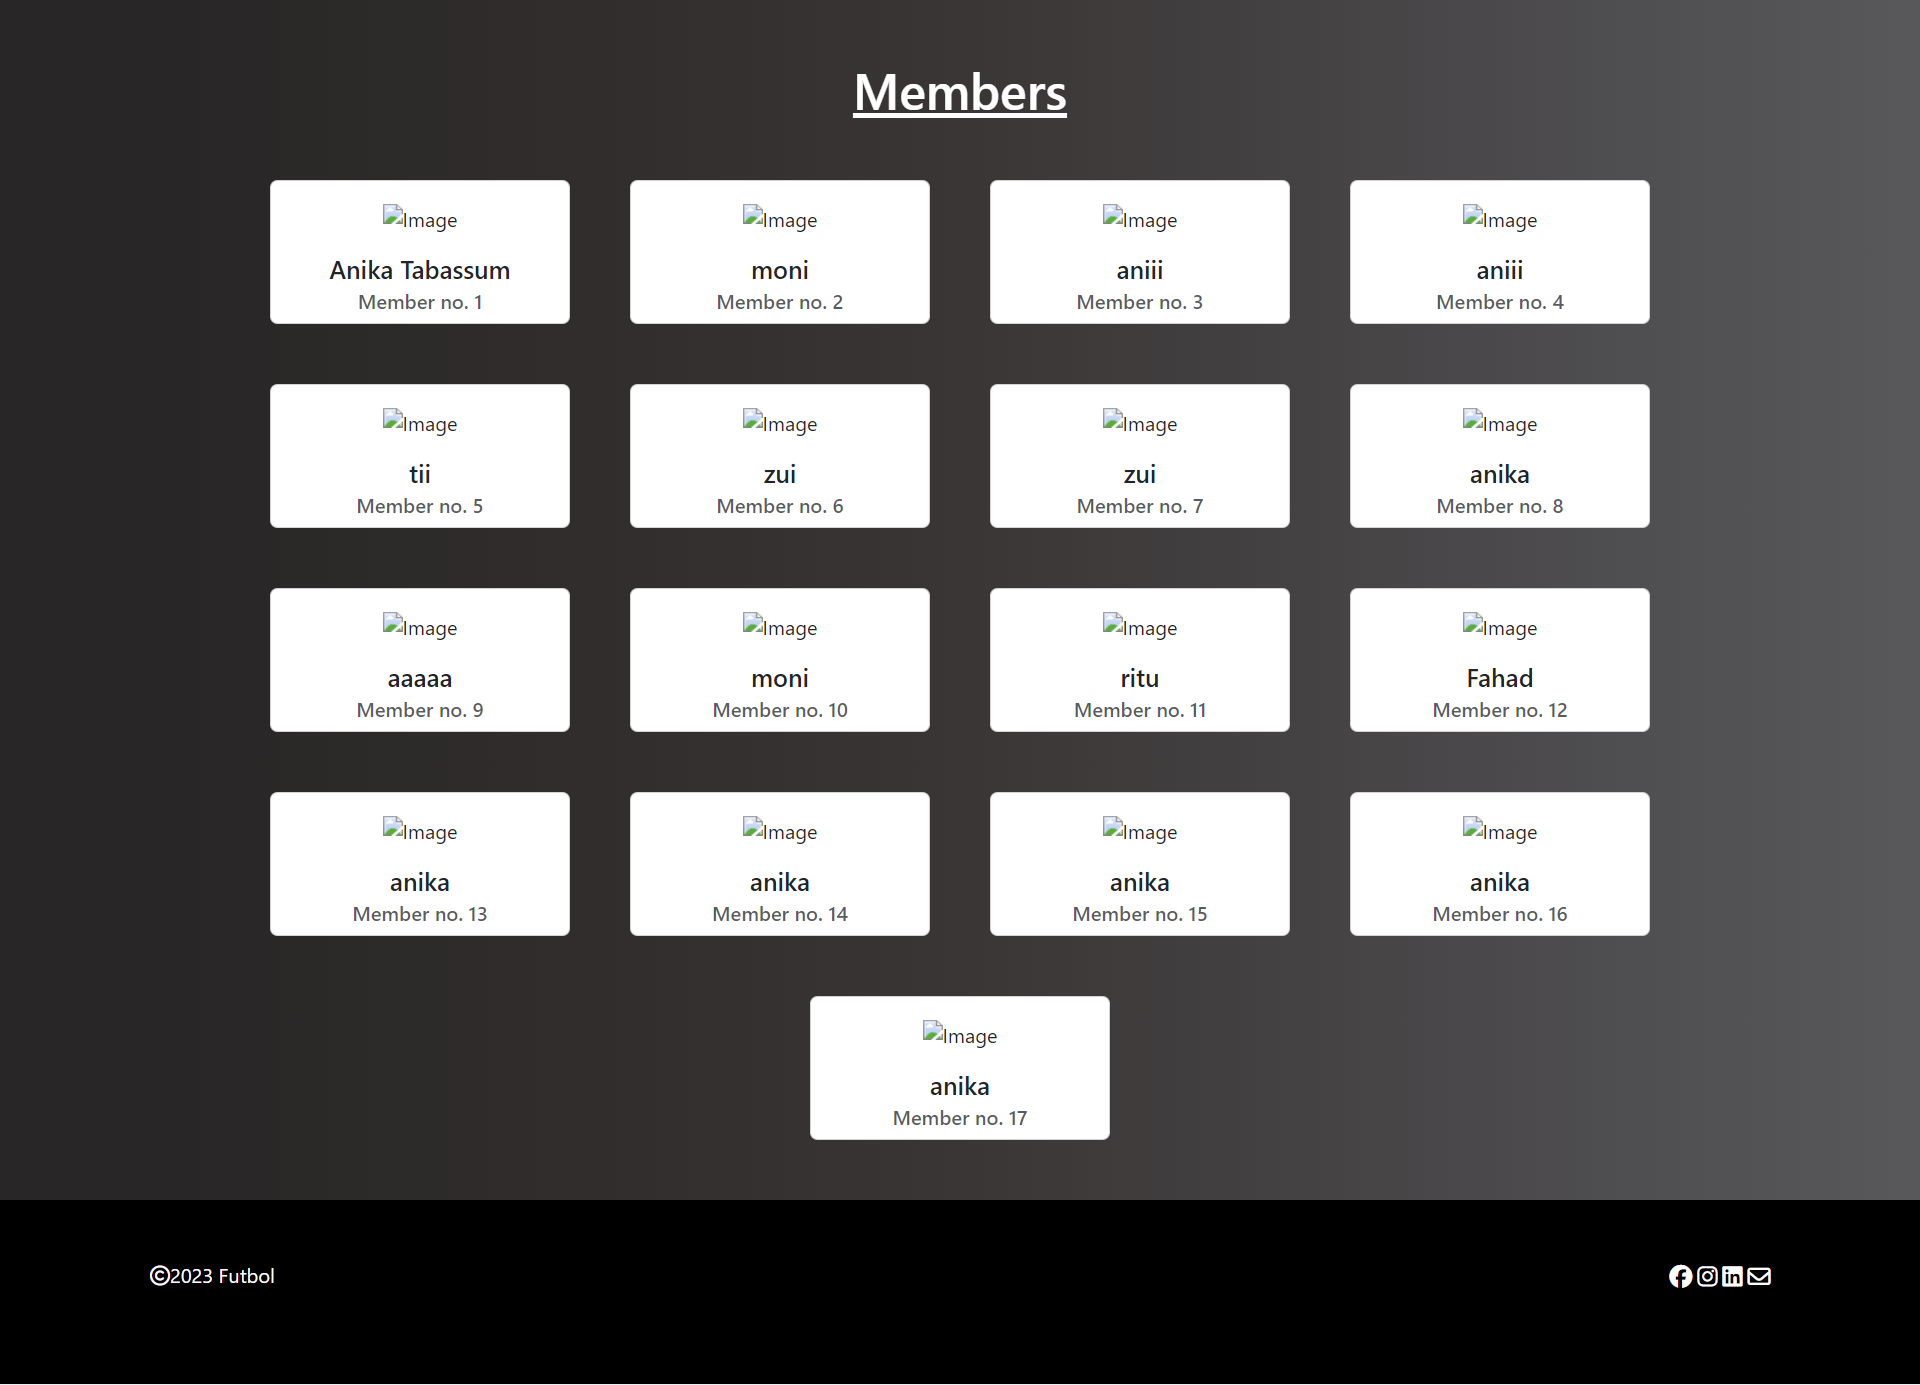 Members
Image
Anika Tabassum
Member no. 1
Image
moni
Member no. 2
Image
aniii
Member no. 3
Image
aniii
Member no. 4
Image
tii
Member no. 5
Image
zui
Member no. 6
Image
zui
Member no. 7
Image
anika
Member no. 8
Image
aaaaa
Member no. 9
Image
moni
Member no. 10
Image
ritu
Member no. 11
Image
Fahad
Member no. 12
Image
anika
Member no. 13
Image
anika
Member no. 14
Image
anika
Member no. 15
Image
anika
Member no. 16
Image
anika
Member no. 17
©2023 Futbol